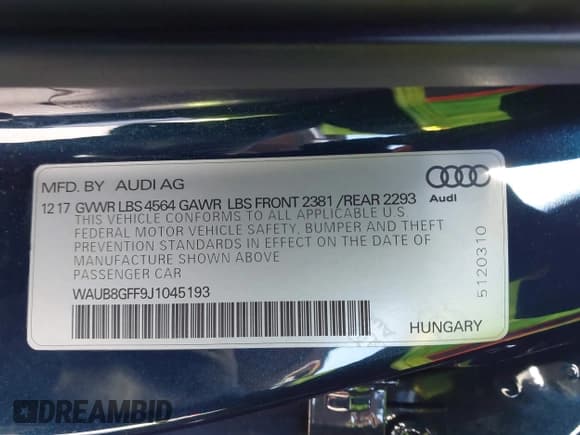 MFD. BY AUDI AG
12 17 GVWR LBS 4564 GAWR LBS FRONT 2381 /REAR 2293
THIS VEHICLE CONFORMS TO ALL APPLICABLE U.S.
FEDERAL MOTOR VEHICLE SAFETY, BUMPER AND THEFT
PREVENTION STANDARDS IN EFFECT ON THE DATE OF
MANUFACTURE SHOWN ABOVE
PASSENGER CAR
WAUB8GFF9J1045193
HUNGARY
Audi
5120310
DREAMBID